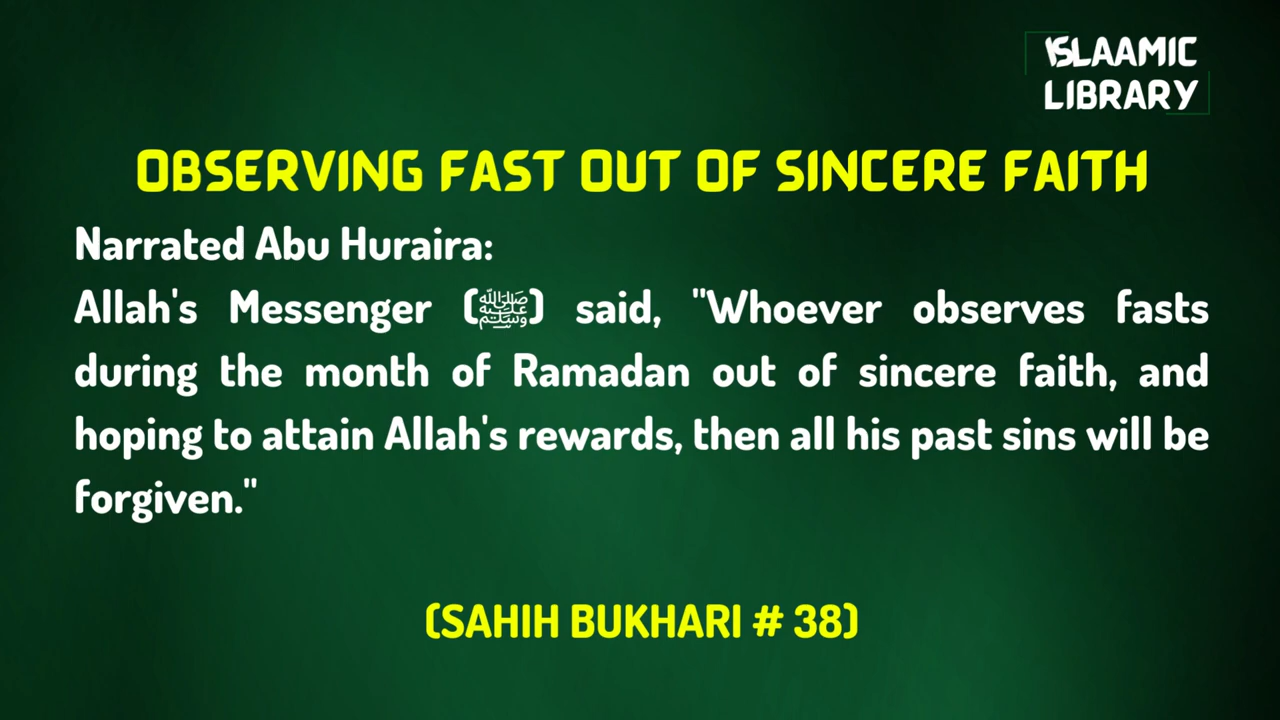 ISLAAMIC
LIBRARY
OBSERVING FAST OUT OF SINCERE FAITH
Narrated Abu Huraira:
Allah's Messenger (ﷺ) said, "Whoever observes fasts
during the month of Ramadan out of sincere faith, and
hoping to attain Allah's rewards, then all his past sins will be
forgiven."
(SAHIH BUKHARI # 38)